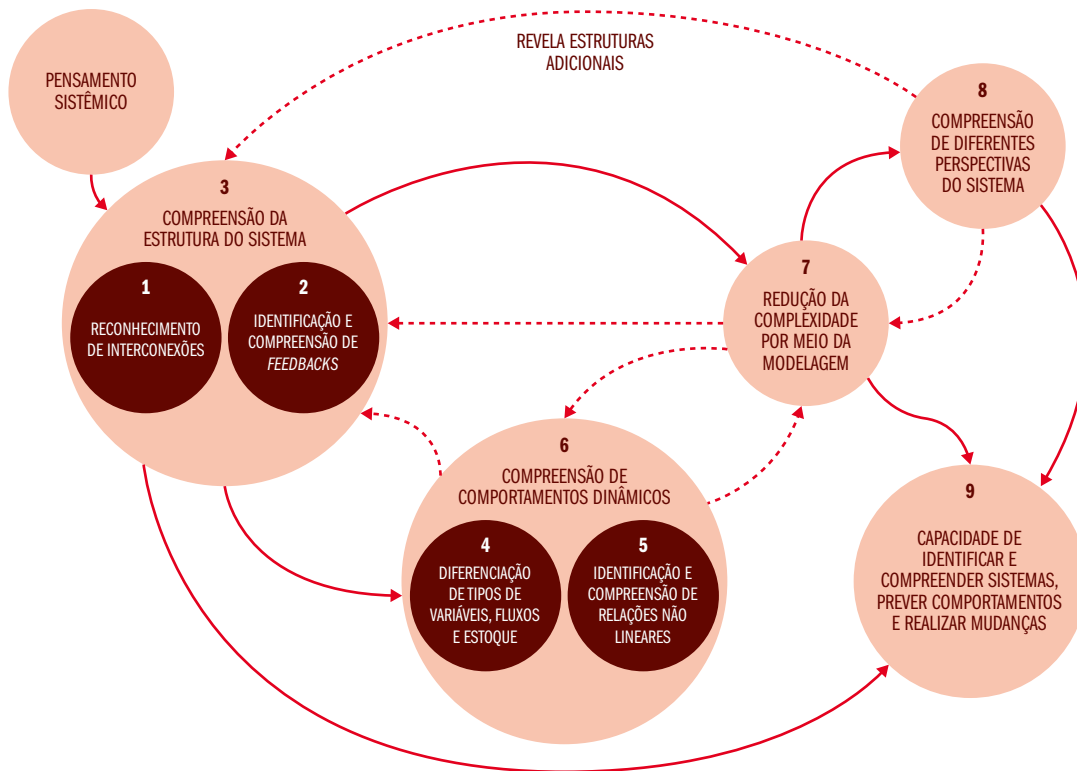 PENSAMENTO
SISTÊMICO
REVELA ESTRUTURAS
ADICIONAIS
8
COMPREENSÃO
DE DIFERENTES
PERSPECTIVAS
DO SISTEMA
3
COMPREENSÃO DA
ESTRUTURA DO SISTEMA
1
RECONHECIMENTO
DE INTERCONEXÕES
2
IDENTIFICAÇÃO E
COMPREENSÃO DE
FEEDBACKS
7
REDUÇÃO DA
COMPLEXIDADE
POR MEIO DA
MODELAGEM
6
COMPREENSÃO DE
COMPORTAMENTOS DINÂMICOS
4
DIFERENCIAÇÃO
DE TIPOS DE
VARIÁVEIS, FLUXOS
E ESTOQUE
5
IDENTIFICAÇÃO E
COMPREENSÃO DE
RELAÇÕES NÃO
LINEARES
9
CAPACIDADE DE
IDENTIFICAR E
COMPREENDER SISTEMAS,
PREVER COMPORTAMENTOS
E REALIZAR MUDANÇAS